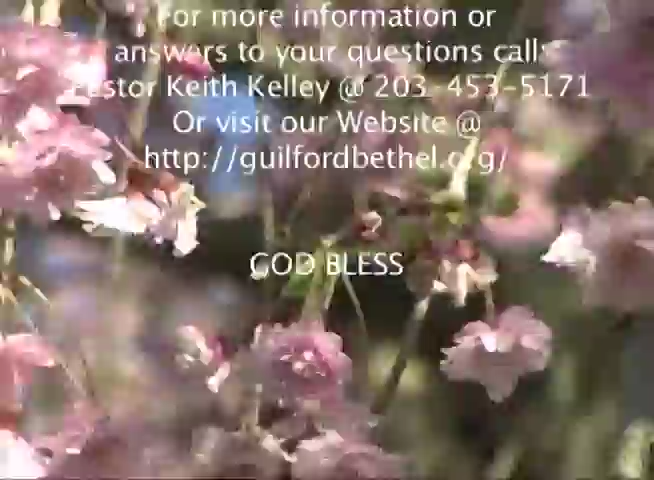 For more information or
answers to your questions call:
Pastor Keith Kelley @ 203-453-5171
Or visit our Website @
http://guilfordbethel.org/
GOD BLESS